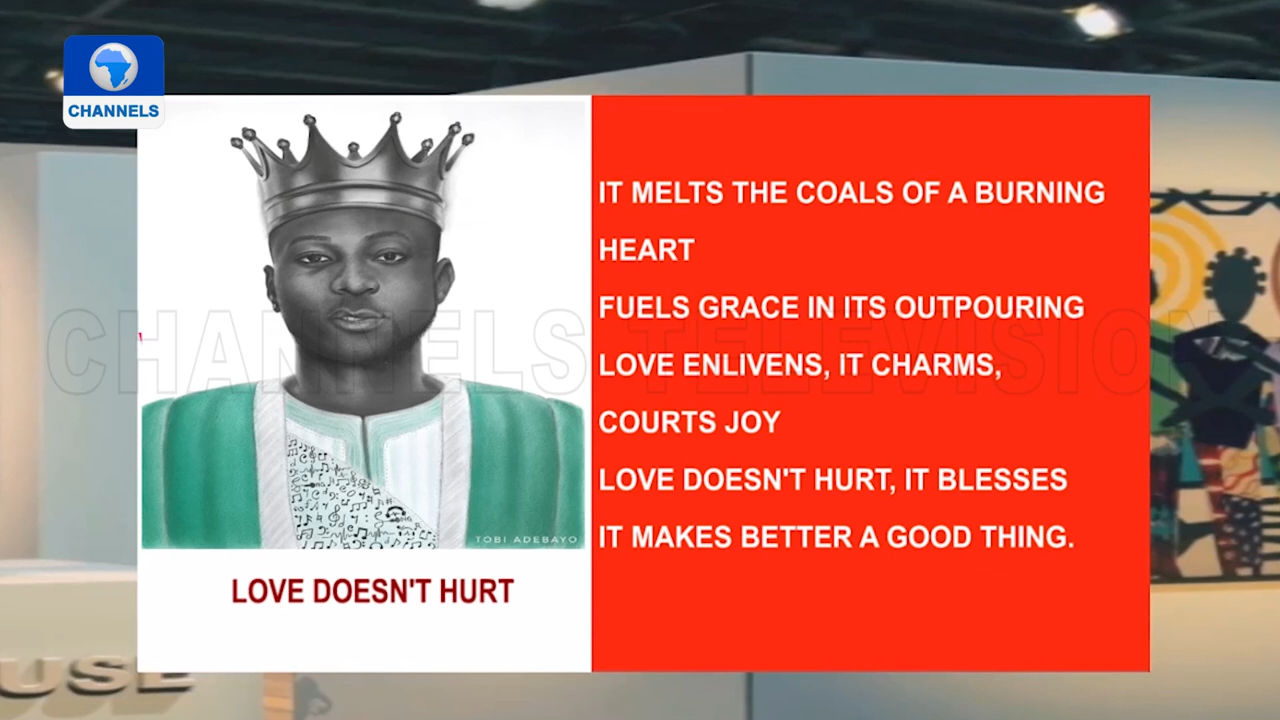 CHANNELS
IT MELTS THE COALS OF A BURNING
HEART
FUELS GRACE IN ITS OUTPOURING
LOVE ENLIVENS, IT CHARMS,
COURTS JOY
LOVE DOESN'T HURT, IT BLESSES
IT MAKES BETTER A GOOD THING.
CHANNELS TELEVISION
TOBI ADEBAYO
LOVE DOESN'T HURT
USE